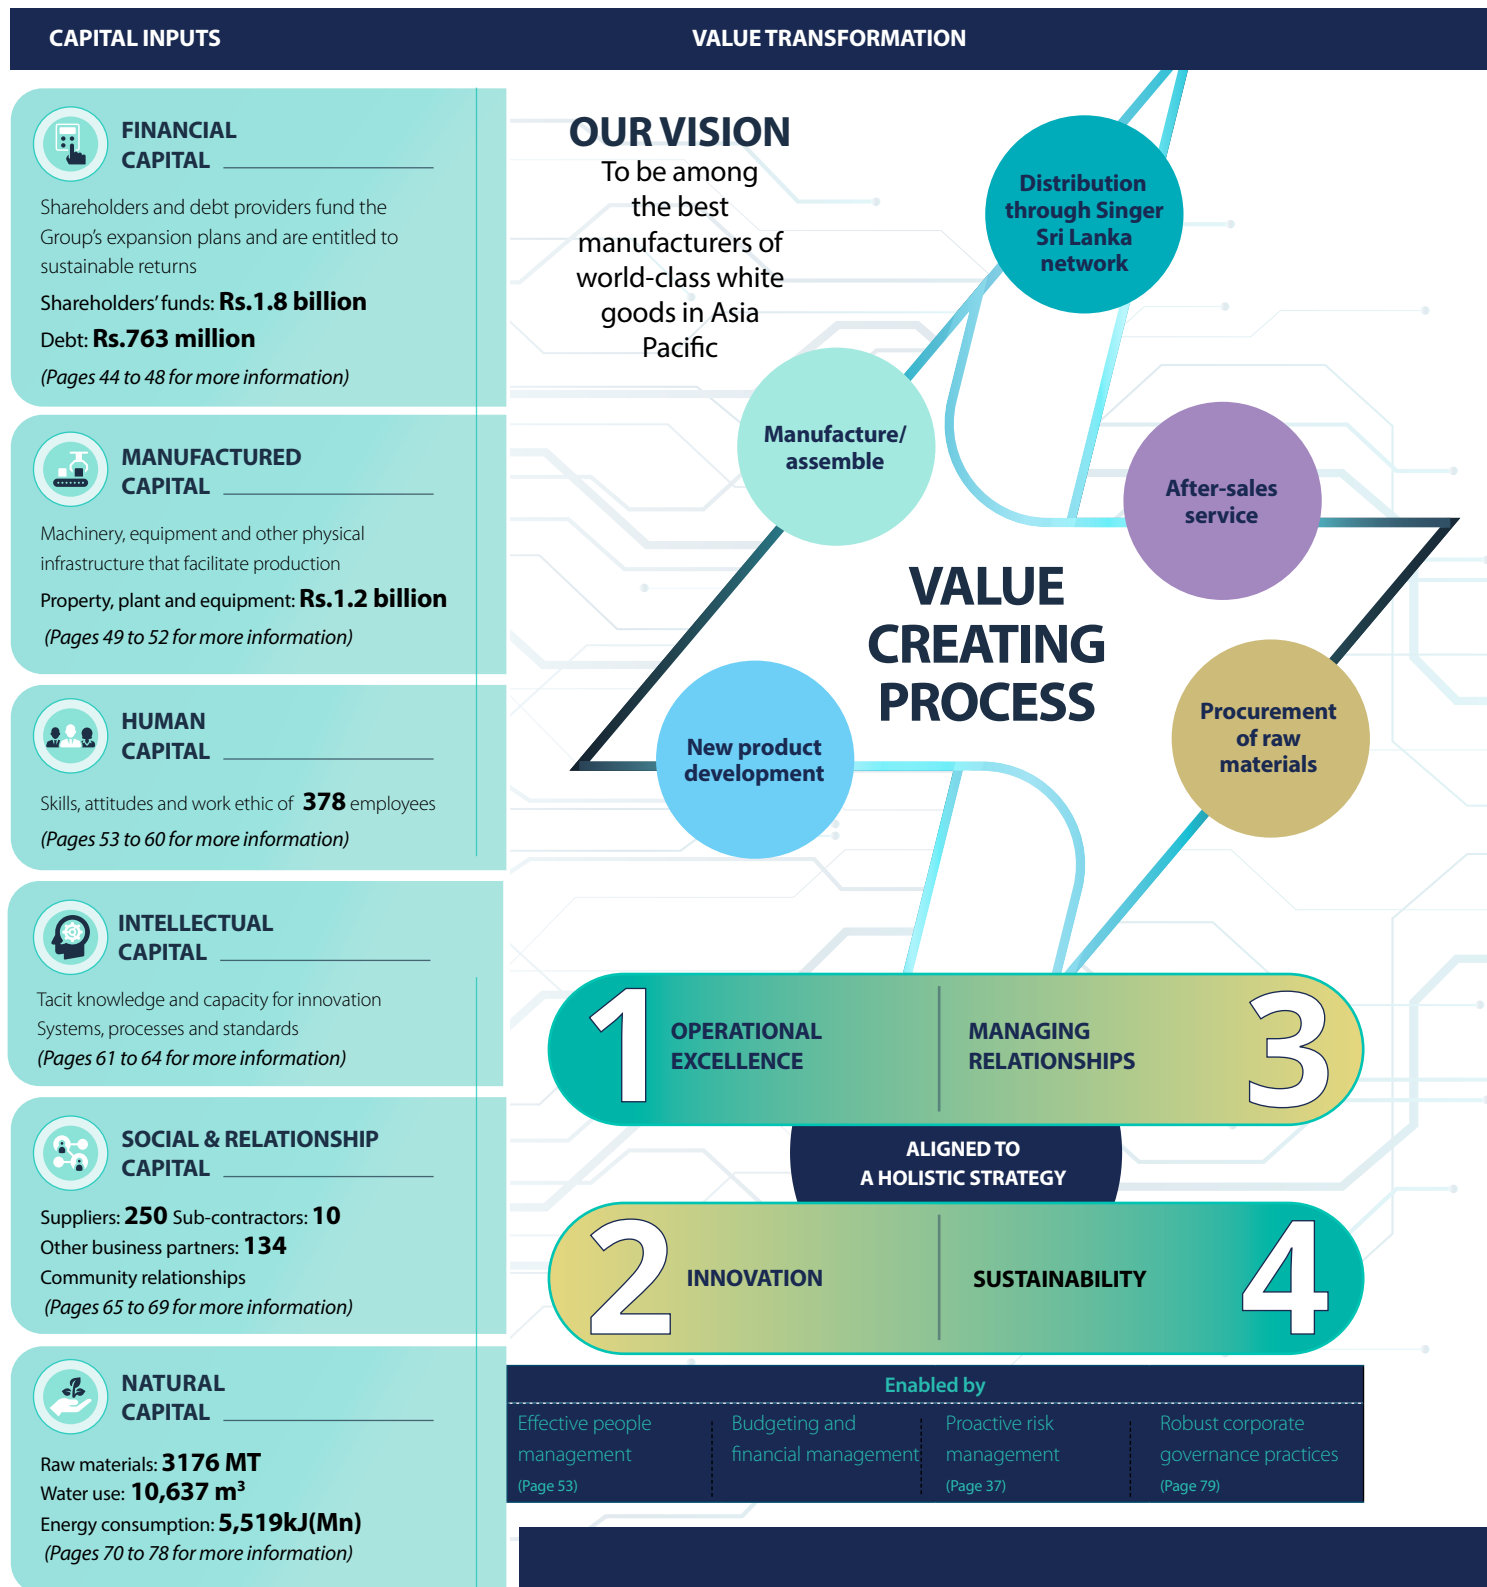 CAPITAL INPUTS
VALUE TRANSFORMATION
FINANCIAL
CAPITAL
Shareholders and debt providers fund the
Group’s expansion plans and are entitled to
sustainable returns
Shareholders’ funds: Rs.1.8 billion
Debt: Rs.763 million
(Pages 44 to 48 for more information)
MANUFACTURED
CAPITAL
Machinery, equipment and other physical
infrastructure that facilitate production
Property, plant and equipment: Rs.1.2 billion
(Pages 49 to 52 for more information)
HUMAN
CAPITAL
Skills, attitudes and work ethic of 378 employees
(Pages 53 to 60 for more information)
INTELLECTUAL
CAPITAL
Tacit knowledge and capacity for innovation
Systems, processes and standards
(Pages 61 to 64 for more information)
SOCIAL & RELATIONSHIP
CAPITAL
Suppliers: 250 Sub-contractors: 10
Other business partners: 134
Community relationships
(Pages 65 to 69 for more information)
NATURAL
CAPITAL
Raw materials: 3176 MT
Water use: 10,637 m³
Energy consumption: 5,519kJ(Mn)
(Pages 70 to 78 for more information)
OUR VISION
To be among
the best
manufacturers of
world-class white
goods in Asia
Pacific
Distribution
through Singer
Sri Lanka
network
Manufacture/
assemble
After-sales
service
VALUE
CREATING
PROCESS
New product
development
Procurement
of raw
materials
1
OPERATIONAL
EXCELLENCE
MANAGING
RELATIONSHIPS
3
ALIGNED TO
A HOLISTIC STRATEGY
2
INNOVATION
SUSTAINABILITY
4
Enabled by
Effective people
management
(Page 53)
Budgeting and
financial management
Proactive risk
management
(Page 37)
Robust corporate
governance practices
(Page 79)